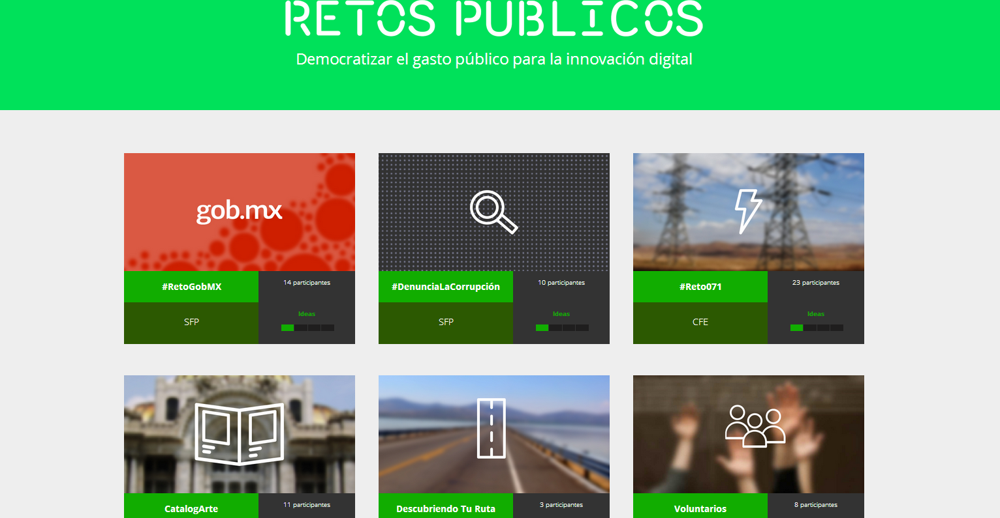 RETOS PÚBLICOS
Democratizar el gasto público para la innovación digital
gob.mx
#RetoGobMX
14 participantes
SFP
Ideas
#DenunciaLaCorrupción
10 participantes
SFP
Ideas
#Reto071
23 participantes
CFE
Ideas
CatalogArte
11 participantes
Descubriendo Tu Ruta
3 participantes
Voluntarios
8 participantes